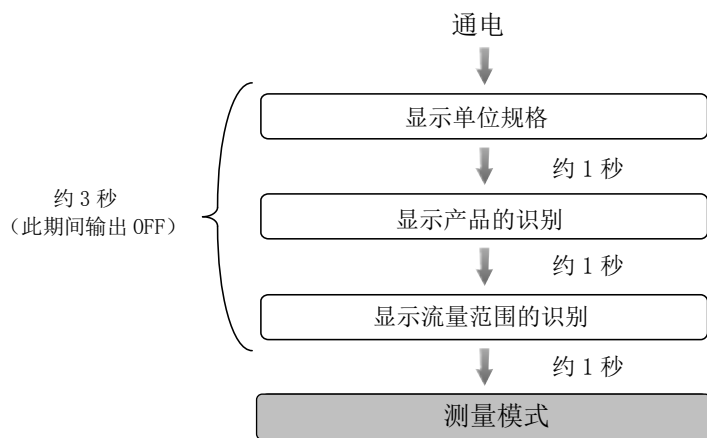 通电
显示单位规格
约 1 秒
显示产品的识别
约 1 秒
显示流量范围的识别
约 1 秒
测量模式
约 3 秒
（此期间输出 OFF）